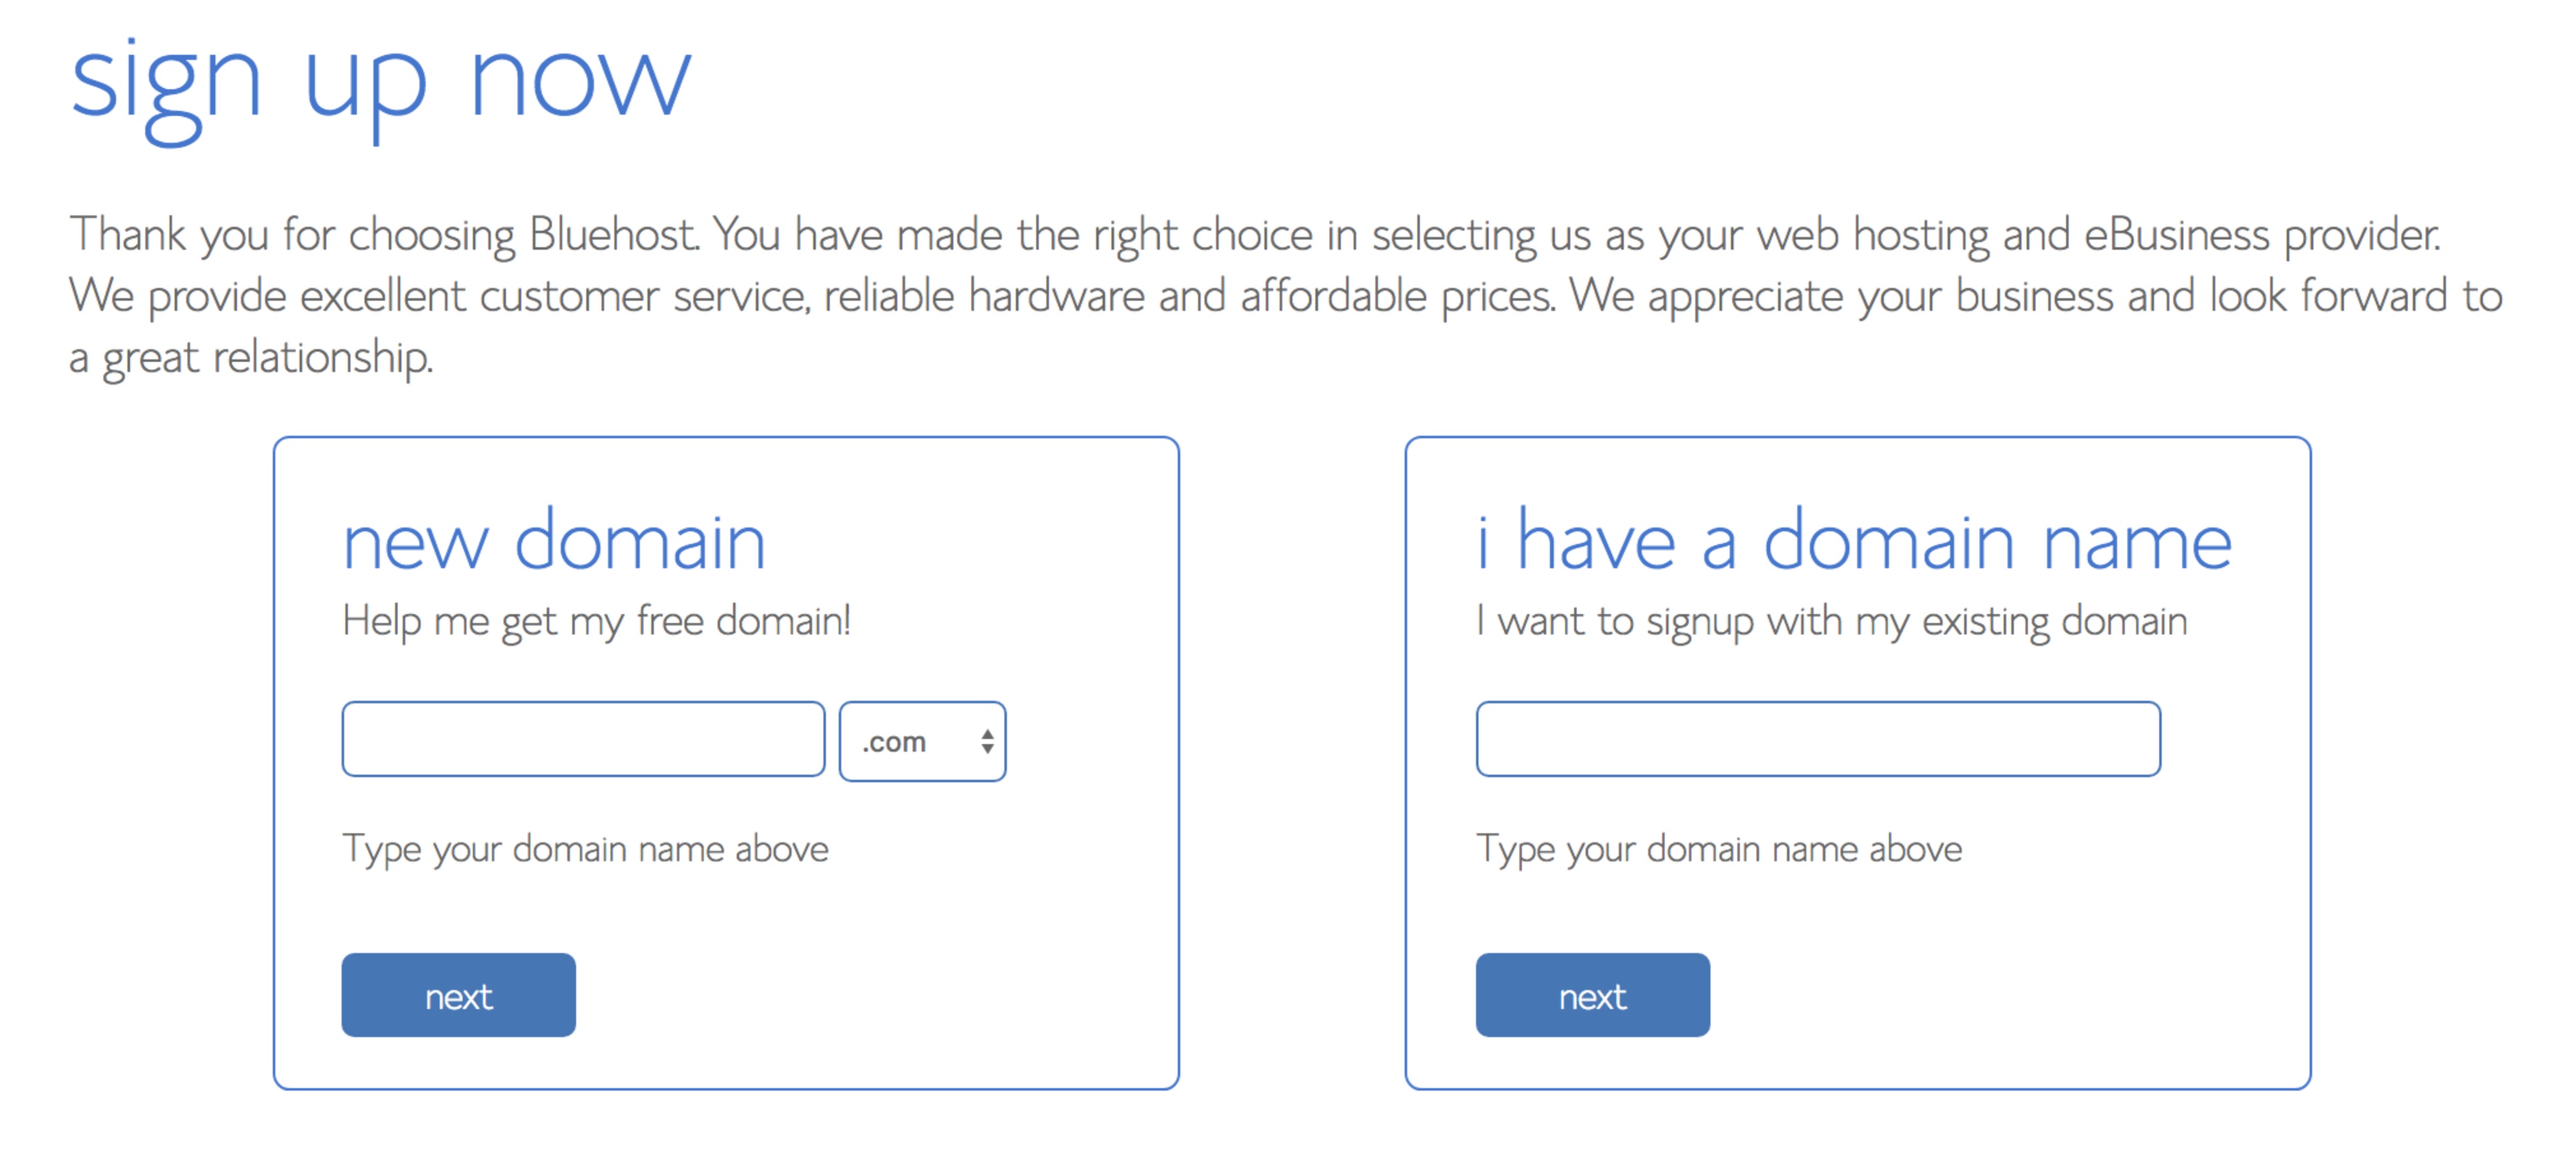 sign up now
Thank you for choosing Bluehost. You have made the right choice in selecting us as your web hosting and eBusiness provider.
We provide excellent customer service, reliable hardware and affordable prices. We appreciate your business and look forward to
a great relationship.
new domain
Help me get my free domain!
.com
Type your domain name above
next
i have a domain name
I want to signup with my existing domain
Type your domain name above
next